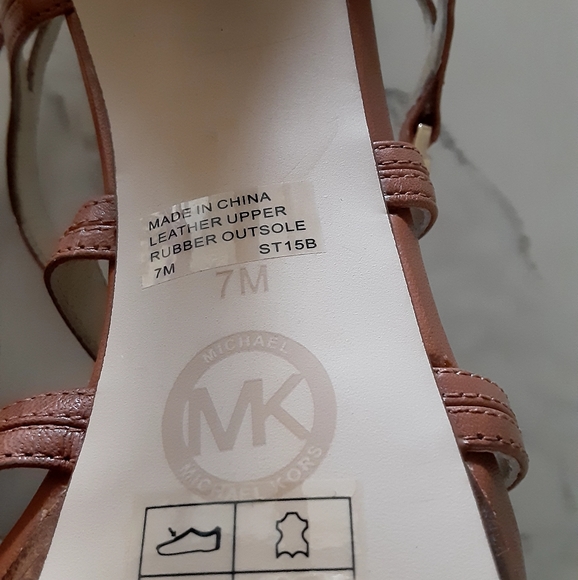 MADE IN CHINA
LEATHER UPPER
RUBBER OUTSOLE
7M ST15B
7M
MICHAEL
MK
MICHAEL KORS